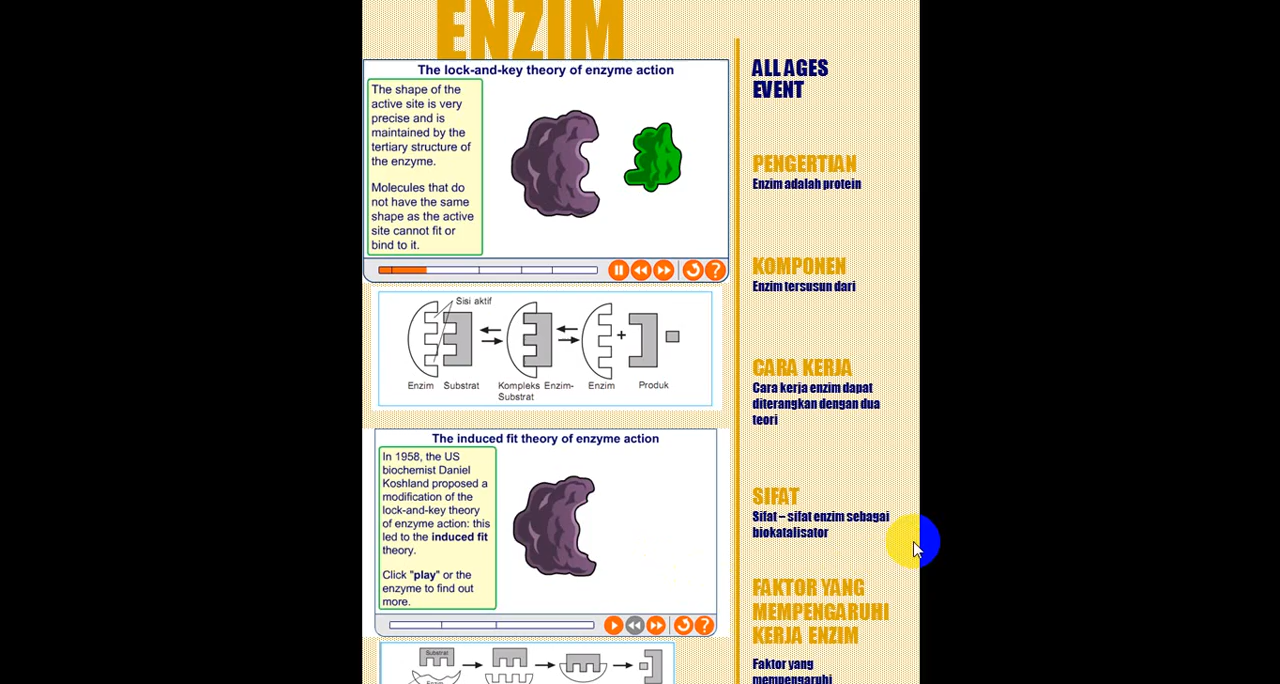 ENZIM
The lock-and-key theory of enzyme action
The shape of the
active site is very
precise and is
maintained by the
tertiary structure of
the enzyme.
Molecules that do
not have the same
shape as the active
site cannot fit or
bind to it.
?
Sisi aktif
+
Enzim Substrat Kompleks Enzim- Enzim Produk
Substrat
The induced fit theory of enzyme action
In 1958, the US
biochemist Daniel
Koshland proposed a
modification of the
lock-and-key theory
of enzyme action: this
led to the induced fit
theory.
Click "play" or the
enzyme to find out
more.
?
Substrat
Enzim
ALL AGES
EVENT
PENGERTIAN
Enzim adalah protein
KOMPONEN
Enzim tersusun dari
CARA KERJA
Cara kerja enzim dapat
diterangkan dengan dua
teori
SIFAT
Sifat – sifat enzim sebagai
biokatalisator
FAKTOR YANG
MEMPENGARUHI
KERJA ENZIM
Faktor yang
mempengaruhi